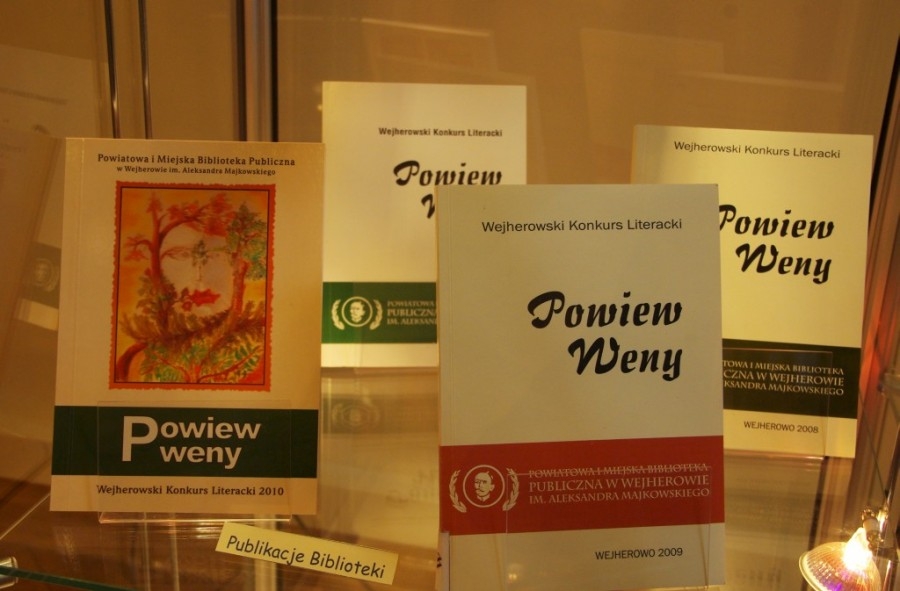 Powiatowa i Miejska Biblioteka Publiczna
w Wejherowie im. Aleksandra Majkowskiego
Powiew
weny
Wejherowski Konkurs Literacki 2010
Publikacje Biblioteki
Wejherowski Konkurs Literacki
Powiew
POWIATOWA
PUBLICZNA
IM. ALEKSAND
Wejherowski Konkurs Literacki
Powiew
Weny
POWIATOWA I MIEJSKA BIBLIOTEKA
PUBLICZNA W WEJHEROWIE
IM. ALEKSANDRA MAJKOWSKIEGO
WEJHEROWO 2009
Wejherowski Konkurs Literacki
Powiew
Weny
TOWA I MIEJSKA BIBLIOTEKA
CZNA W WEJHEROWIE
EKSANDRA MAJKOWSKIEGO
WEJHEROWO 2008